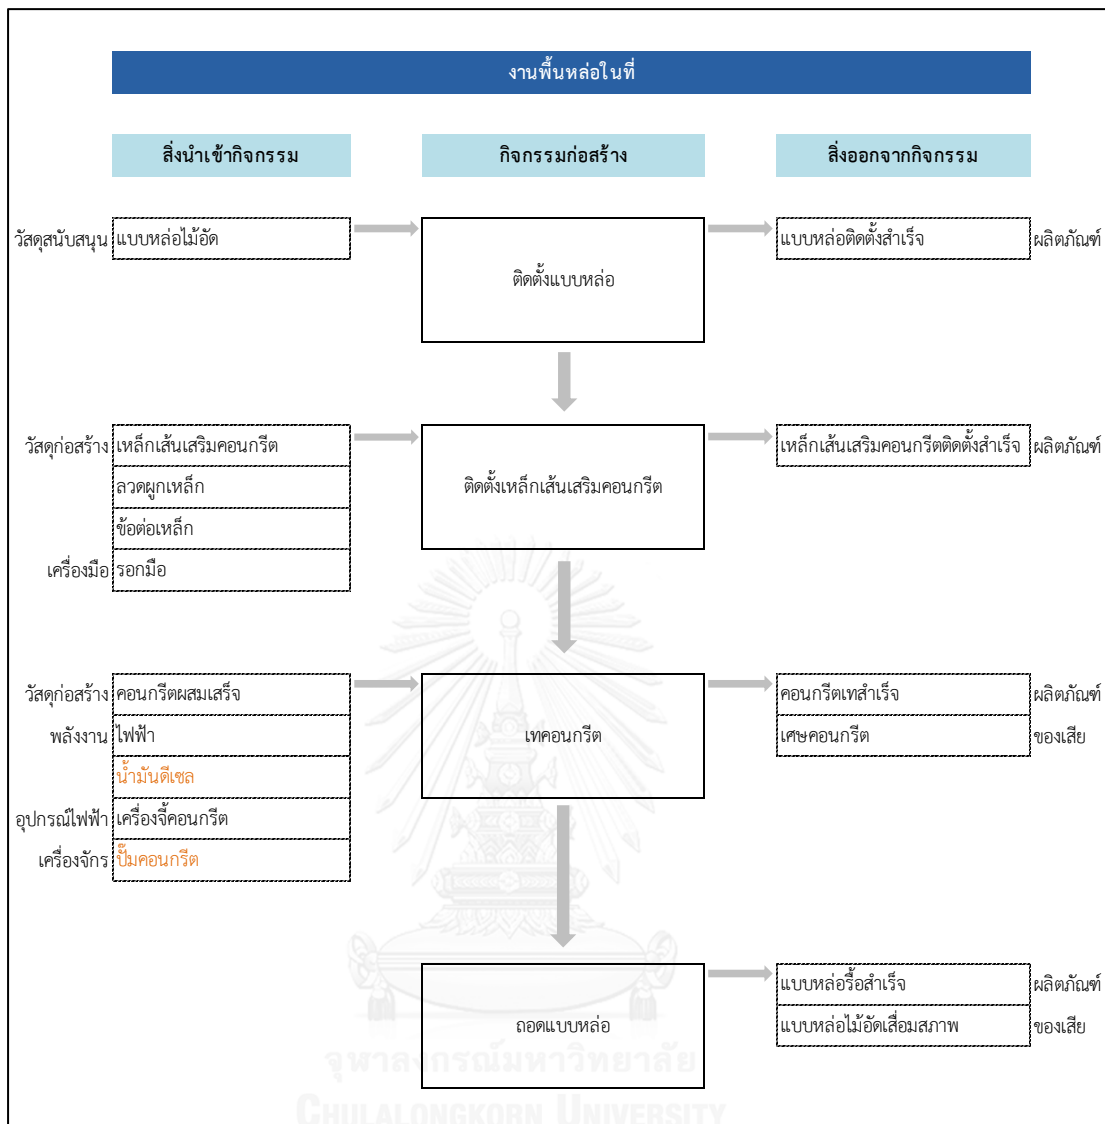 งานพื้นหล่อในที่
สิ่งนำเข้ากิจกรรม
กิจกรรมก่อสร้าง
สิ่งออกจากกิจกรรม
วัสดุสนับสนุน
แบบหล่อไม้อัด
ติดตั้งแบบหล่อ
แบบหล่อติดตั้งสำเร็จ
ผลิตภัณฑ์
วัสดุก่อสร้าง
เหล็กเส้นเสริมคอนกรีต
ลวดผูกเหล็ก
ข้อต่อเหล็ก
เครื่องมือ
รอกมือ
ติดตั้งเหล็กเส้นเสริมคอนกรีต
เหล็กเส้นเสริมคอนกรีตติดตั้งสำเร็จ
ผลิตภัณฑ์
วัสดุก่อสร้าง
คอนกรีตผสมเสร็จ
พลังงาน
ไฟฟ้า
น้ำมันดีเซล
อุปกรณ์ไฟฟ้า
เครื่องจี้คอนกรีต
เครื่องจักร
ปั๊มคอนกรีต
เทคอนกรีต
คอนกรีตเทสำเร็จ
ผลิตภัณฑ์
เศษคอนกรีต
ของเสีย
ถอดแบบหล่อ
แบบหล่อรื้อสำเร็จ
ผลิตภัณฑ์
แบบหล่อไม้อัดเสื่อมสภาพ
ของเสีย
จุฬาลงกรณ์มหาวิทยาลัย
CHULALONGKORN UNIVERSITY